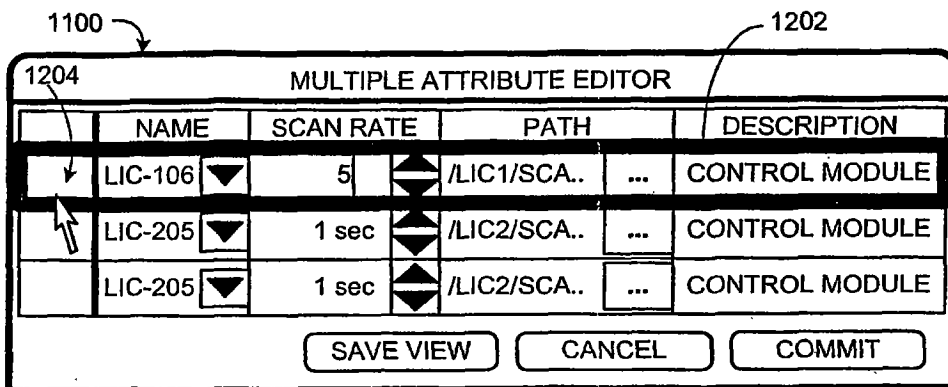 1100
1202
1204
MULTIPLE ATTRIBUTE EDITOR
NAME SCAN RATE PATH DESCRIPTION
LIC-106 5 /LIC1/SCA.. ... CONTROL MODULE
LIC-205 1 sec /LIC2/SCA.. ... CONTROL MODULE
LIC-205 1 sec /LIC2/SCA.. ... CONTROL MODULE
SAVE VIEW CANCEL COMMIT